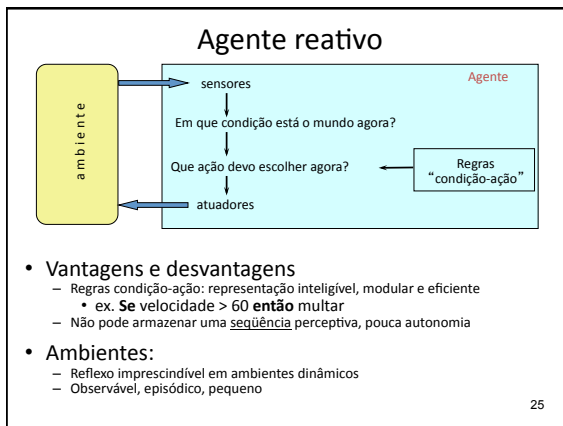 Agente reativo
Agente
ambiente
sensores
Em que condição está o mundo agora?
Que ação devo escolher agora?
Regras
“condição-ação”
atuadores
• Vantagens e desvantagens
– Regras condição-ação: representação inteligível, modular e eficiente
• ex. Se velocidade > 60 então multar
– Não pode armazenar uma seqüência perceptiva, pouca autonomia
• Ambientes:
– Reflexo imprescindível em ambientes dinâmicos
– Observável, episódico, pequeno
25